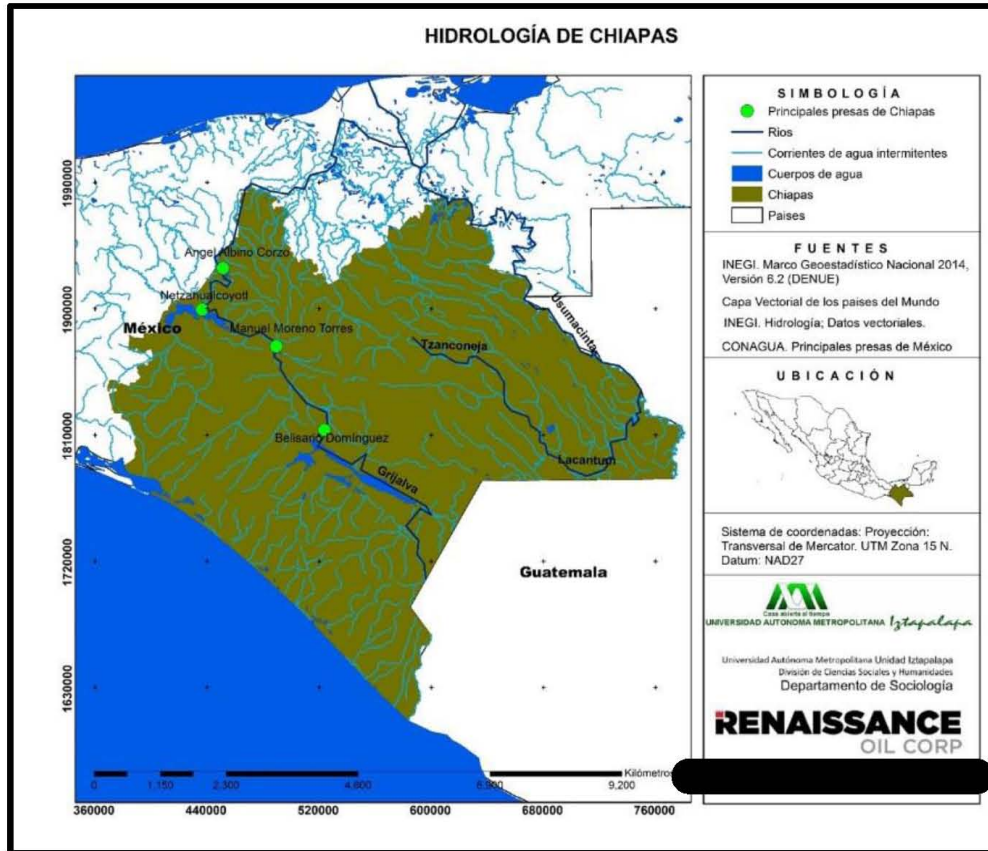 HIDROLOGÍA DE CHIAPAS
1990000
1900000
1810000
1720000
1630000
Angel Albino Corzo
Netzahualcoyotl
México
Manuel Moreno Torres
Tzanconeja
Usumacinta
Belisario Domínguez
Lacantum
Grijalva
Guatemala
Kilómetros
0 1,150 2,300 4,600 6,900 9,200
360000 440000 520000 600000 680000 760000
SIMBOLOGÍA
Principales presas de Chiapas
Rios
Corrientes de agua intermitentes
Cuerpos de agua
Chiapas
Paises
FUENTES
INEGI. Marco Geoestadístico Nacional 2014,
Versión 6.2 (DENUE)
Capa Vectorial de los paises del Mundo
INEGI. Hidrología; Datos vectoriales.
CONAGUA. Principales presas de México
UBICACIÓN
Sistema de coordenadas: Proyección:
Transversal de Mercator. UTM Zona 15 N.
Datum: NAD27
Casa abierta al tiempo
UNIVERSIDAD AUTONOMA METROPOLITANA Iztapalapa
Universidad Autónoma Metropolitana Unidad Iztapalapa
División de Ciencias Sociales y Humanidades
Departamento de Sociología
RENAISSANCE
OIL CORP